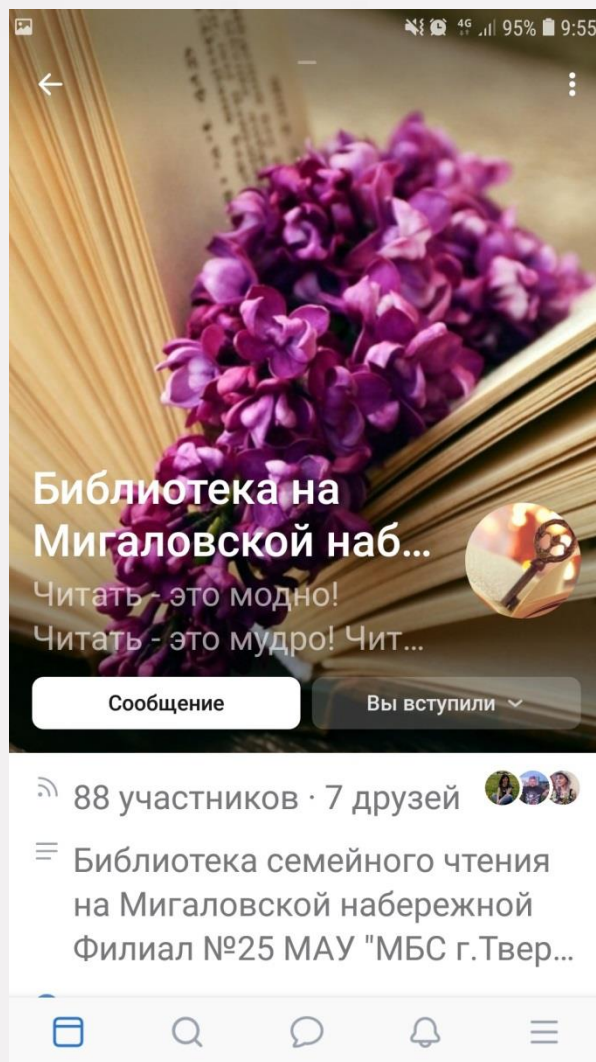 4G 95% 9:55
Библиотека на
Мигаловской наб...
Читать - это модно!
Читать - это мудро! Чит...
Сообщение
Вы вступили
88 участников · 7 друзей
Библиотека семейного чтения
на Мигаловской набережной
Филиал №25 МАУ "МБС г.Твер...